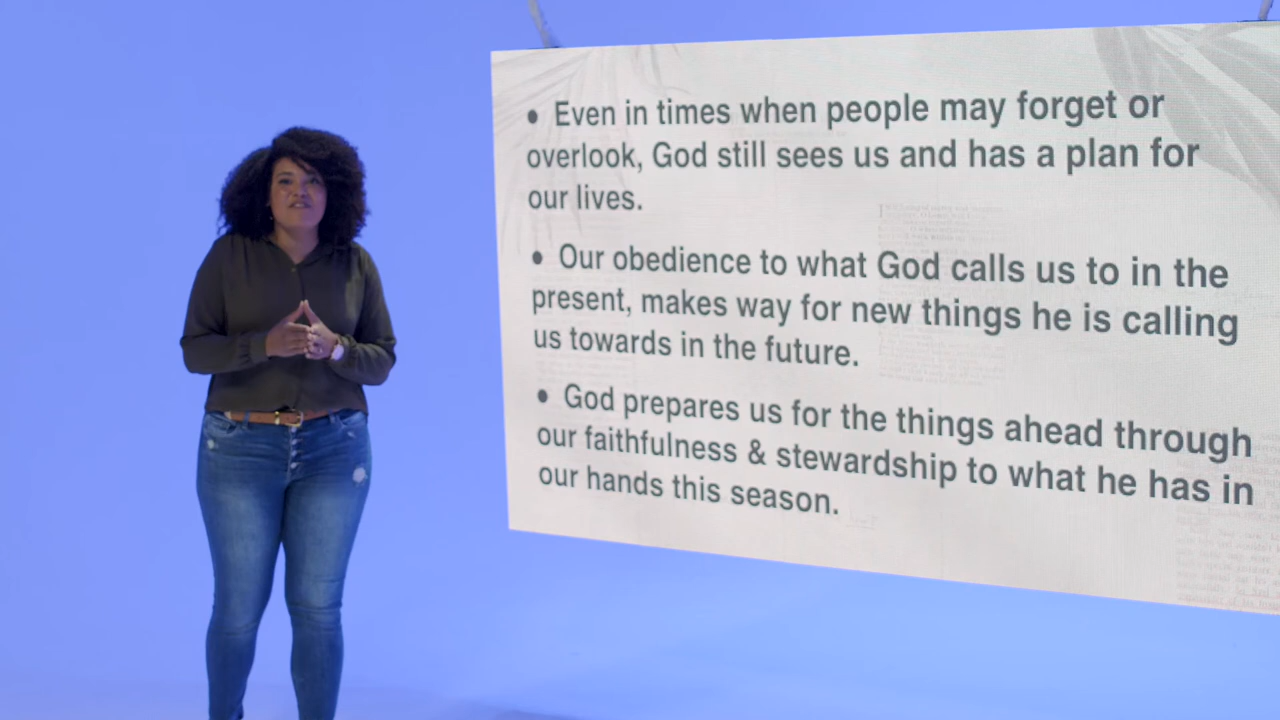 • Even in times when people may forget or
overlook, God still sees us and has a plan for
our lives.
• Our obedience to what God calls us to in the
present, makes way for new things he is calling
us towards in the future.
• God prepares us for the things ahead through
our faithfulness & stewardship to what he has in
our hands this season.